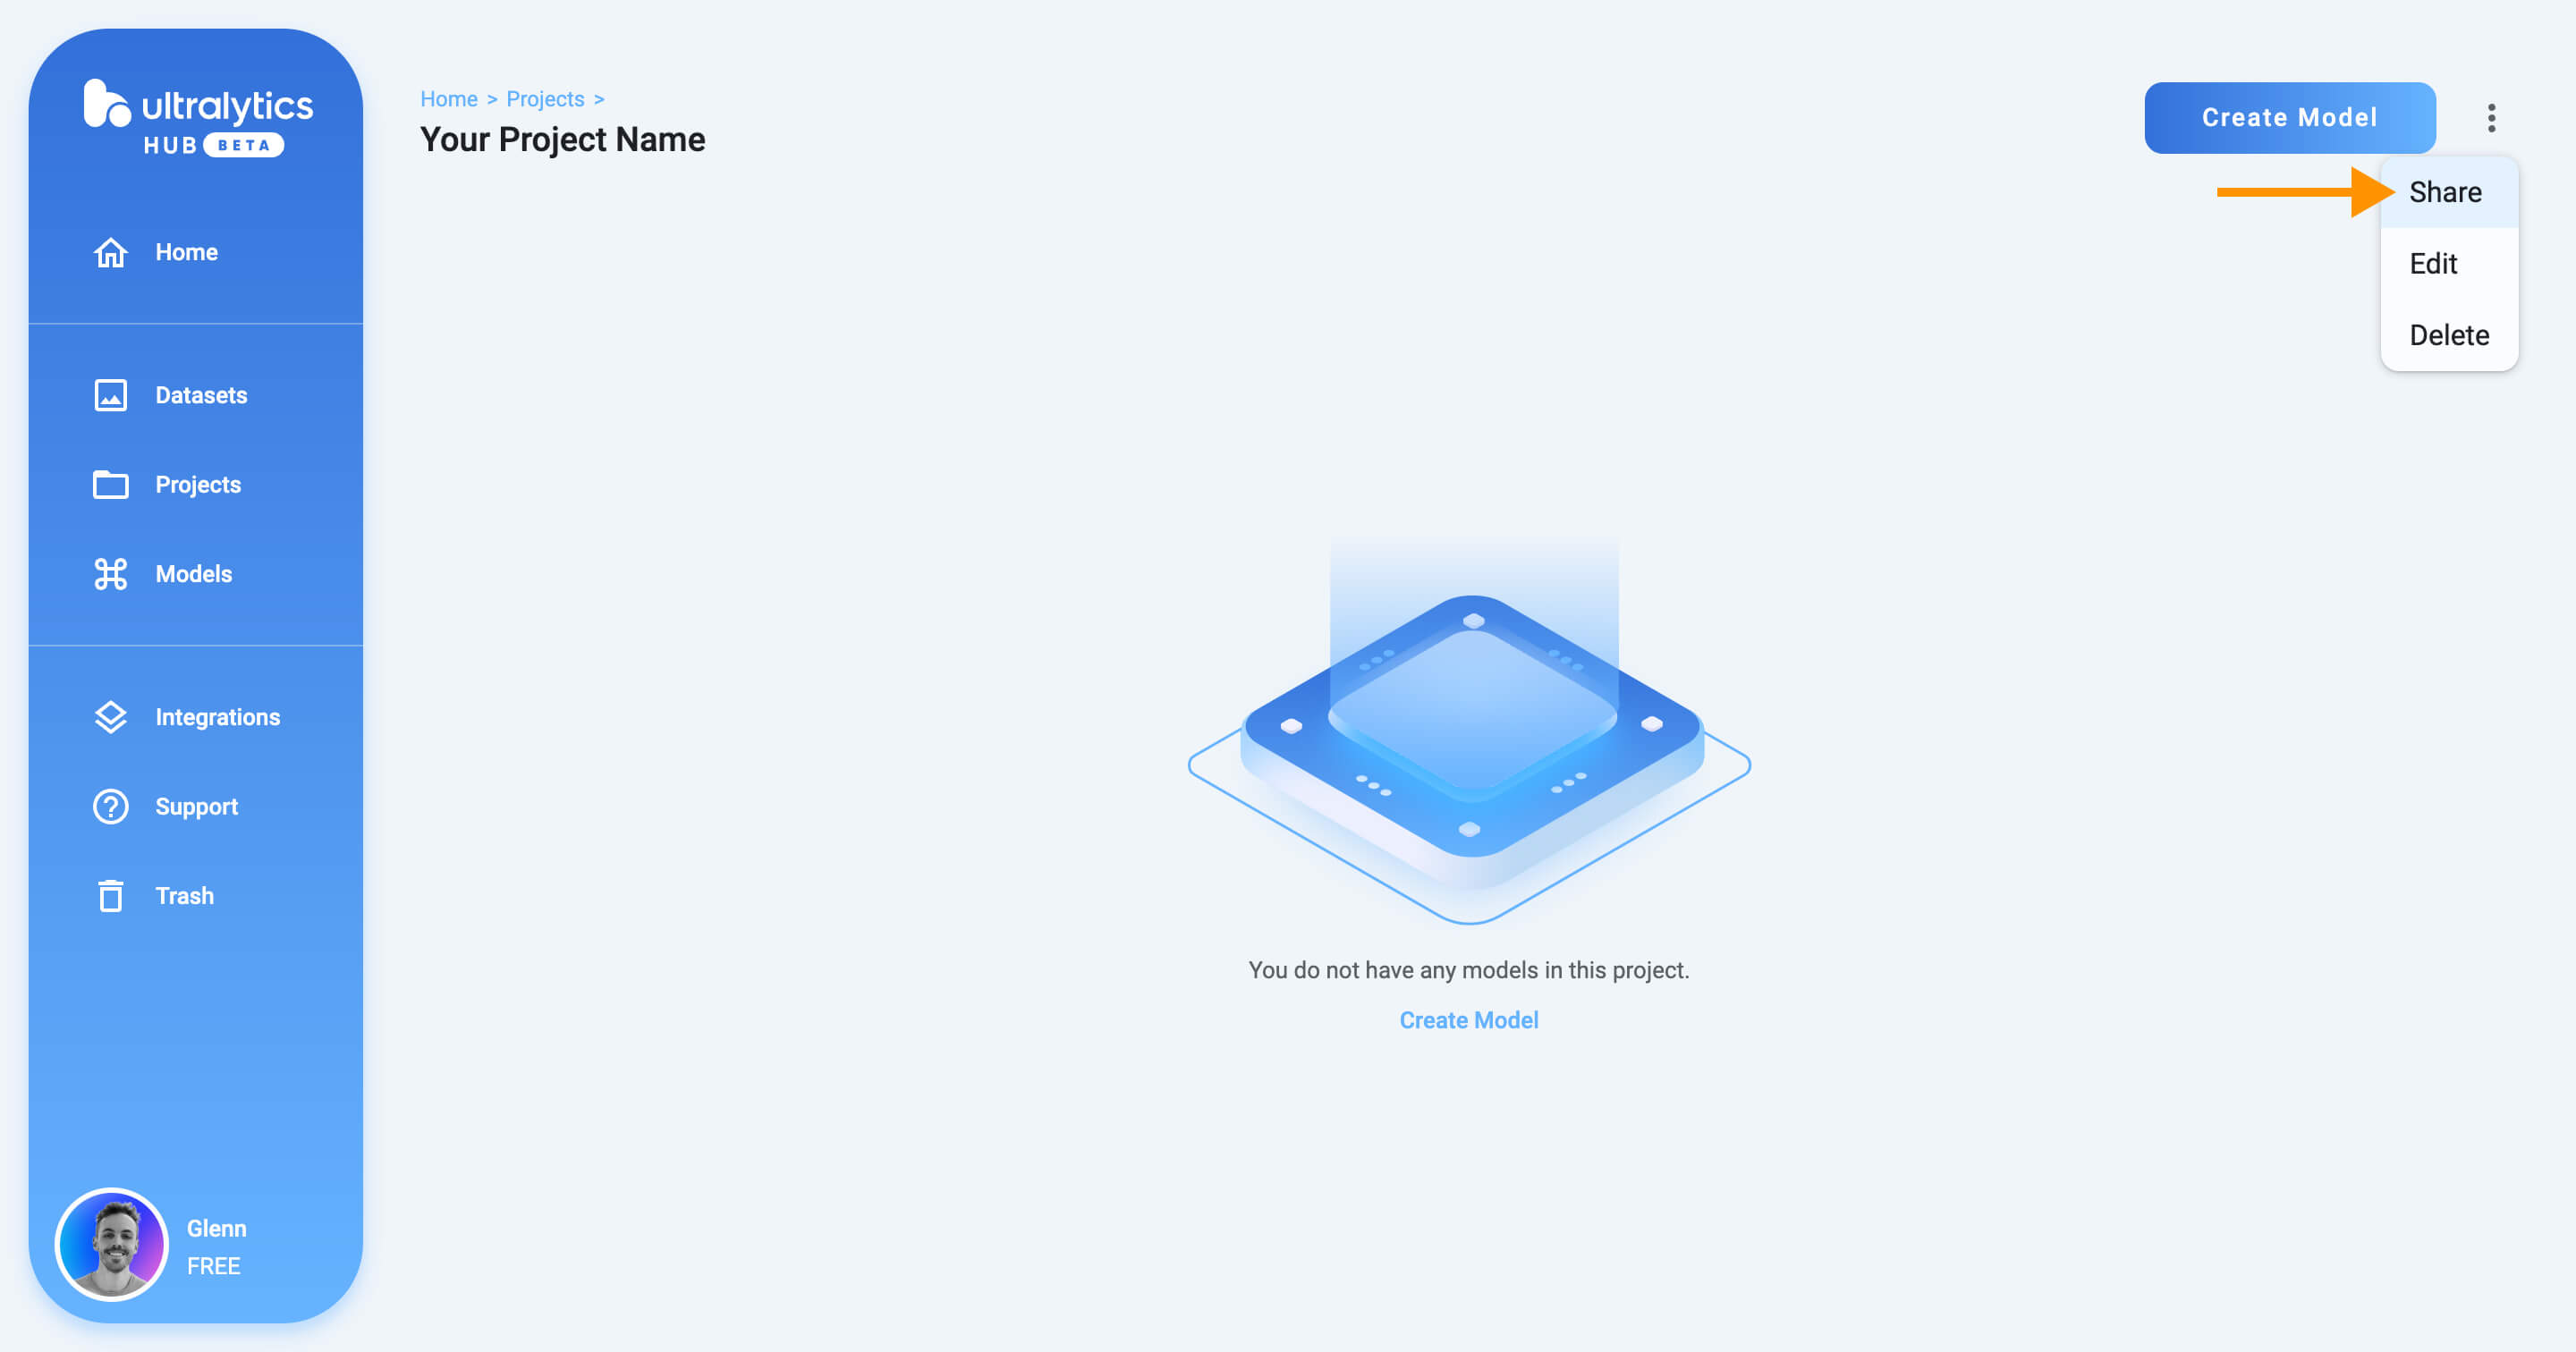 ultralytics
HUB BETA
Home
Datasets
Projects
Models
Integrations
Support
Trash
Glenn
FREE
Home > Projects >
Your Project Name
Create Model
Share
Edit
Delete
You do not have any models in this project.
Create Model